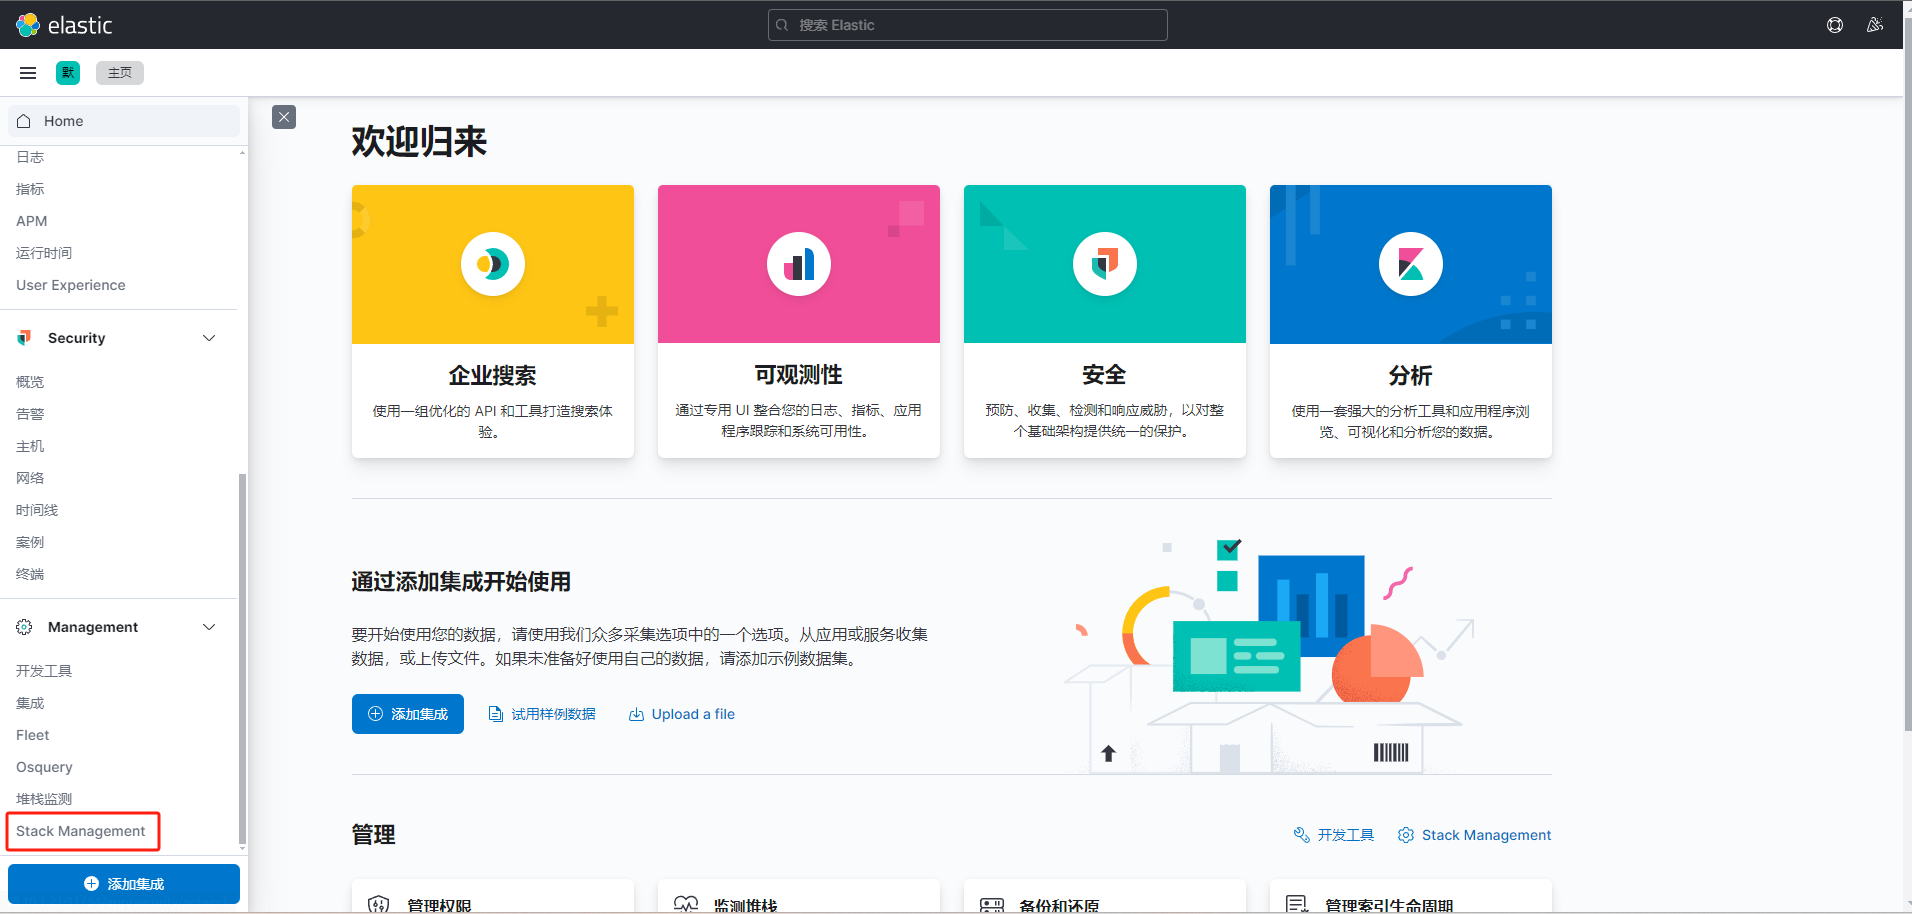 elastic
搜索 Elastic
默
主页
Home
日志
指标
APM
运行时间
User Experience
Security
概览
告警
主机
网络
时间线
案例
终端
Management
开发工具
集成
Fleet
Osquery
堆栈监测
Stack Management
添加集成
欢迎归来
企业搜索
使用一组优化的 API 和工具打造搜索体
验。
可观测性
通过专用 UI 整合您的日志、指标、应用
程序跟踪和系统可用性。
安全
预防、收集、检测和响应威胁，以对整
个基础架构提供统一的保护。
分析
使用一套强大的分析工具和应用程序浏
览、可视化和分析您的数据。
通过添加集成开始使用
要开始使用您的数据，请使用我们众多采集选项中的一个选项。从应用或服务收集
数据，或上传文件。如果未准备好使用自己的数据，请添加示例数据集。
添加集成
试用样例数据
Upload a file
管理
开发工具
Stack Management
管理权限
监测堆栈
备份和还原
管理索引生命周期